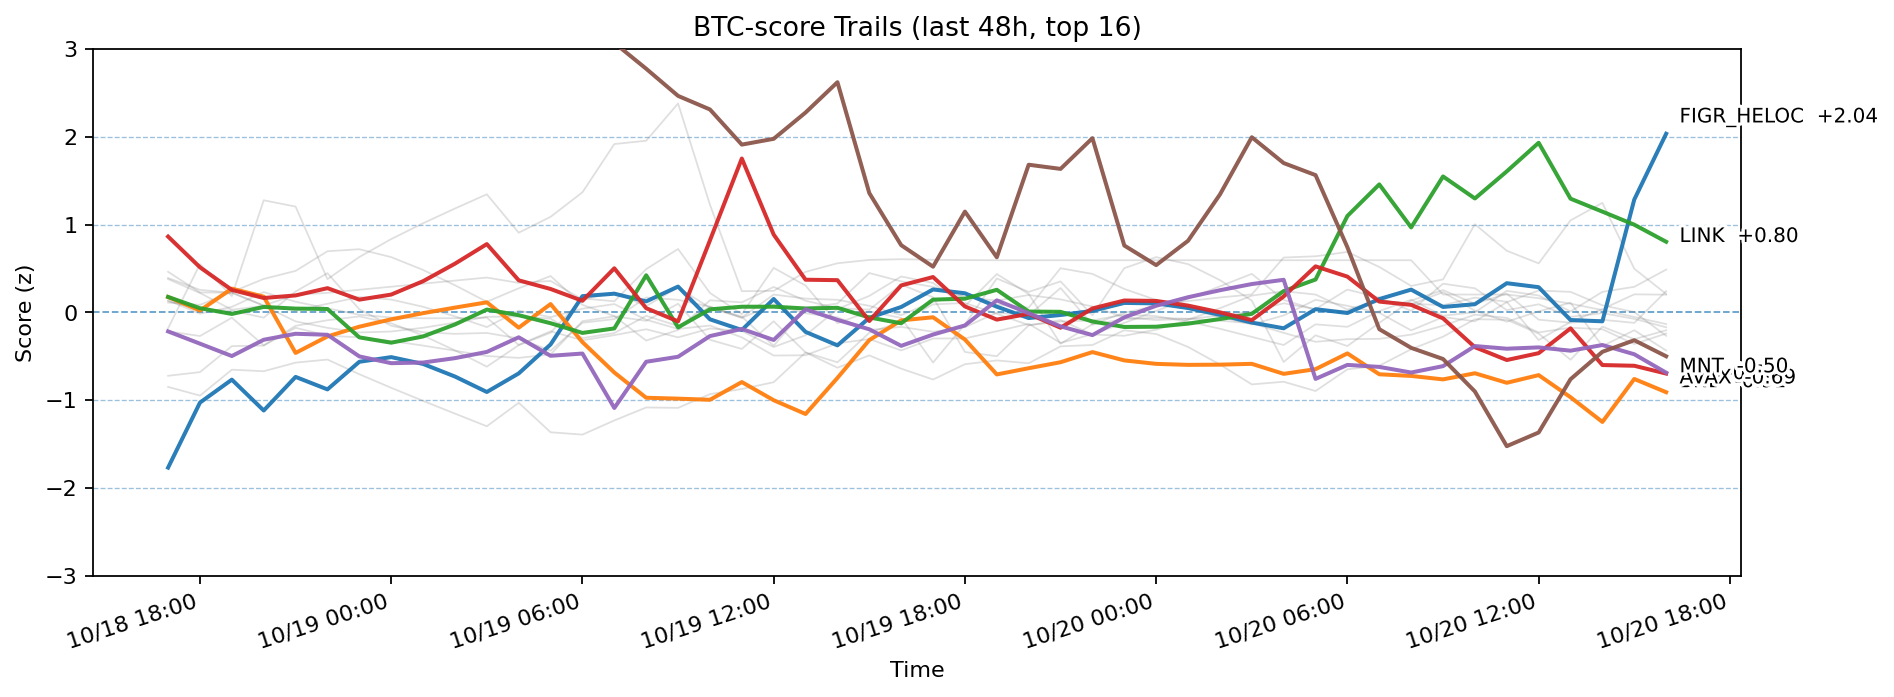 BTC-score Trails (last 48h, top 16)
Score (z)
3
2
1
0
−1
−2
−3
FIGR_HELOC +2.04
LINK +0.80
MNT -0.50
AVAX -0.69
10/18 18:00
10/19 00:00
10/19 06:00
10/19 12:00
10/19 18:00
10/20 00:00
10/20 06:00
10/20 12:00
10/20 18:00
Time